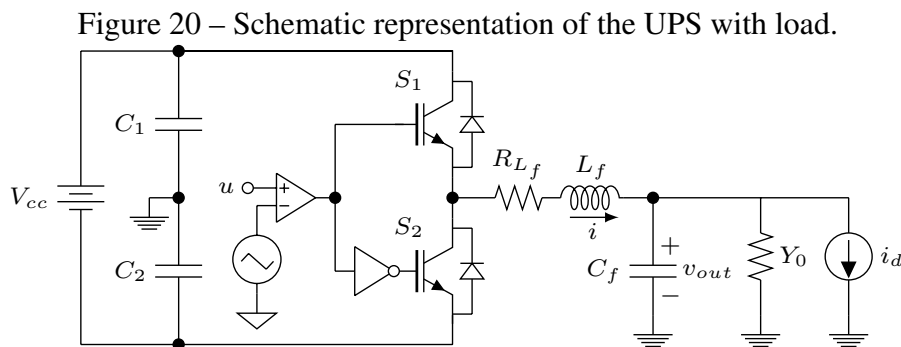 Figure 20 – Schematic representation of the UPS with load.
S1
C1
RLf
Lf
Vcc
u
+
−
i
S2
C2
Cf
+
vout
−
Y0
id